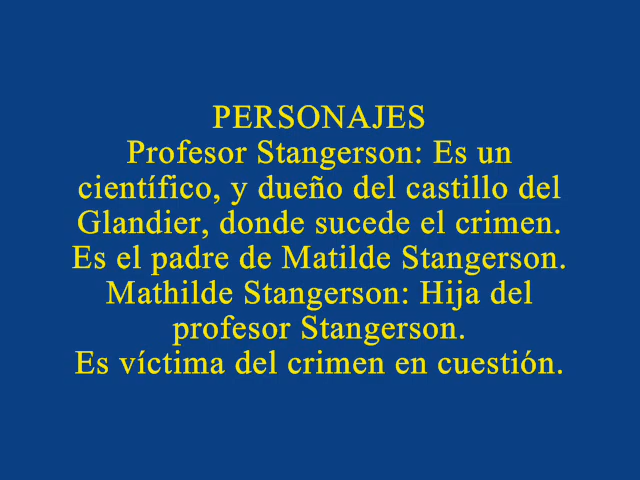 PERSONAJES
Profesor Stangerson: Es un
científico, y dueño del castillo del
Glandier, donde sucede el crimen.
Es el padre de Matilde Stangerson.
Mathilde Stangerson: Hija del
profesor Stangerson.
Es víctima del crimen en cuestión.